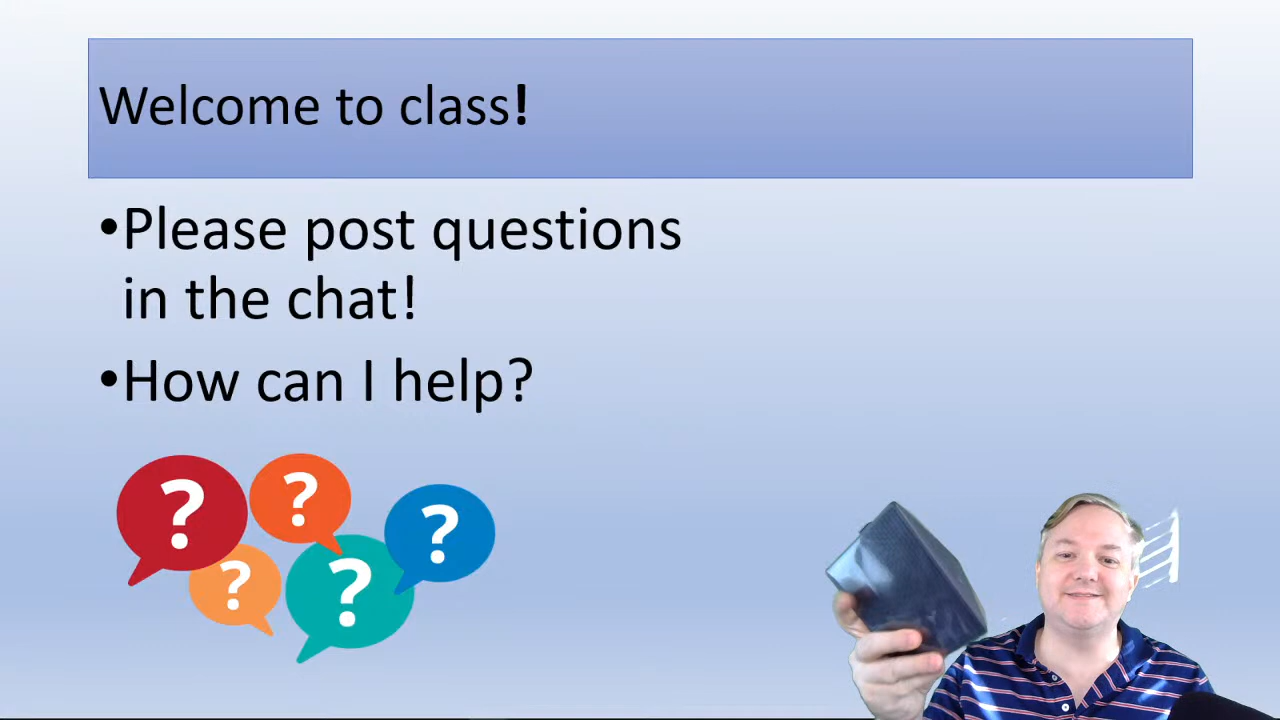 Welcome to class!
•Please post questions
in the chat!
•How can I help?
? ? ?
? ?